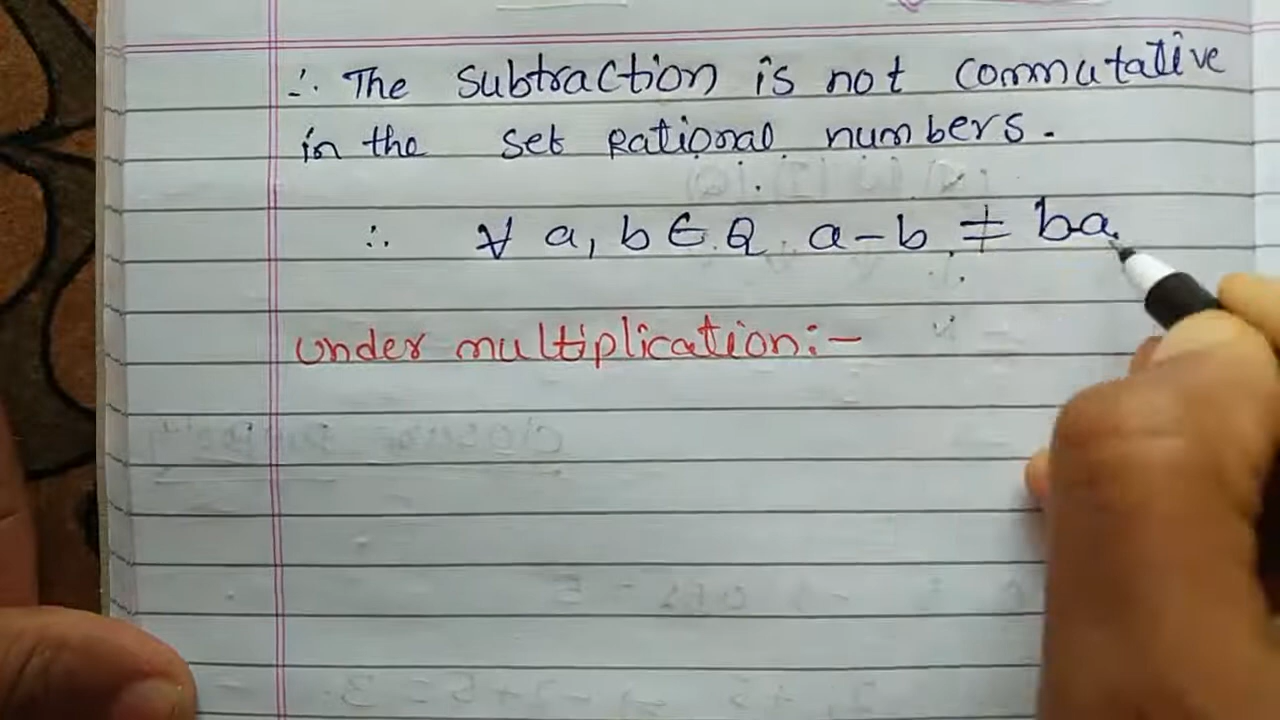 ∴ The subtraction is not commutative
in the set Rational numbers.
∴ ∀ a, b ∈ Q. a - b ≠ ba
under multiplication:-